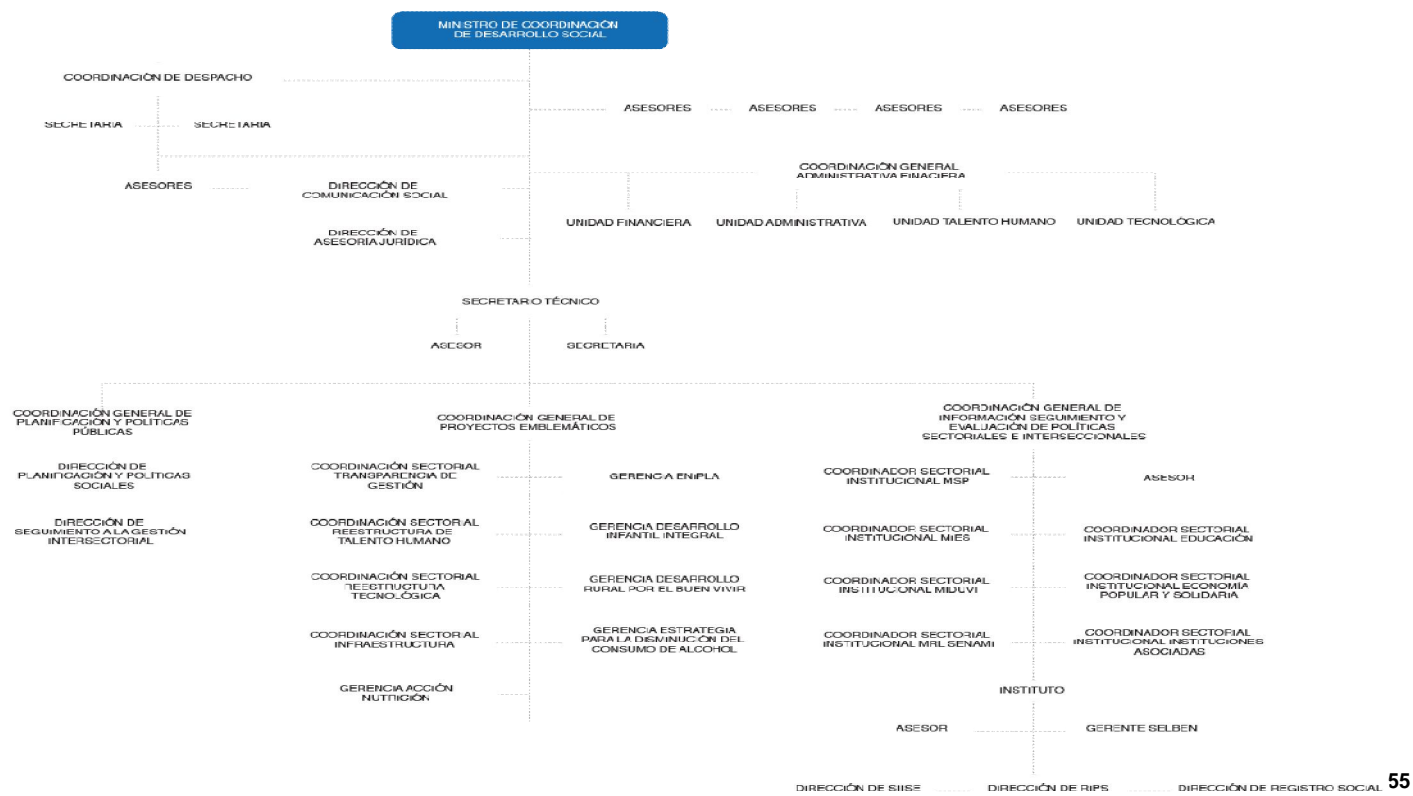 MINISTRO DE COORDINACIÓN
DE DESARROLLO SOCIAL
COORDINACIÓN DE DESPACHO
ASESORES
ASESORES
ASESORES
ASESORES
SECRETARIA
SECRETARIA
COORDINACIÓN GENERAL
ADMINISTRATIVA FINACIERA
ASESORES
DIRECCIÓN DE
COMUNICACIÓN SOCIAL
UNIDAD FINANCIERA
UNIDAD ADMINISTRATIVA
UNIDAD TALENTO HUMANO
UNIDAD TECNOLÓGICA
DIRECCIÓN DE
ASESORÍA JURÍDICA
SECRETARIO TÉCNICO
ASESOR
SECRETARIA
COORDINACIÓN GENERAL DE
PLANIFICACIÓN Y POLÍTICAS
PÚBLICAS
DIRECCIÓN DE
PLANIFICACIÓN Y POLÍTICAS
SOCIALES
DIRECCIÓN DE
SEGUIMIENTO A LA GESTIÓN
INTERSECTORIAL
COORDINACIÓN GENERAL DE
PROYECTOS EMBLEMÁTICOS
COORDINACIÓN SECTORIAL
TRANSPARENCIA DE
GESTIÓN
GERENCIA ENIPLA
COORDINACIÓN SECTORIAL
REESTRUCTURA DE
TALENTO HUMANO
GERENCIA DESARROLLO
INFANTIL INTEGRAL
COORDINACIÓN SECTORIAL
REESTRUCTURA
TECNOLÓGICA
GERENCIA DESARROLLO
RURAL POR EL BUEN VIVIR
COORDINACIÓN SECTORIAL
INFRAESTRUCTURA
GERENCIA ESTRATEGIA
PARA LA DISMINUCIÓN DEL
CONSUMO DE ALCOHOL
GERENCIA ACCIÓN
NUTRICIÓN
COORDINACIÓN GENERAL DE
INFORMACIÓN SEGUIMIENTO Y
EVALUACIÓN DE POLÍTICAS
SECTORIALES E INTERSECCIONALES
COORDINADOR SECTORIAL
INSTITUCIONAL MSP
ASESOR
COORDINADOR SECTORIAL
INSTITUCIONAL MIES
COORDINADOR SECTORIAL
INSTITUCIONAL EDUCACIÓN
COORDINADOR SECTORIAL
INSTITUCIONAL MIDUVI
COORDINADOR SECTORIAL
INSTITUCIONAL ECONOMÍA
POPULAR Y SOLIDARIA
COORDINADOR SECTORIAL
INSTITUCIONAL MRL SENAMI
COORDINADOR SECTORIAL
INSTITUCIONAL INSTITUCIONES
ASOCIADAS
INSTITUTO
ASESOR
GERENTE SELBEN
DIRECCIÓN DE SIISE
DIRECCIÓN DE RIPS
DIRECCIÓN DE REGISTRO SOCIAL
55